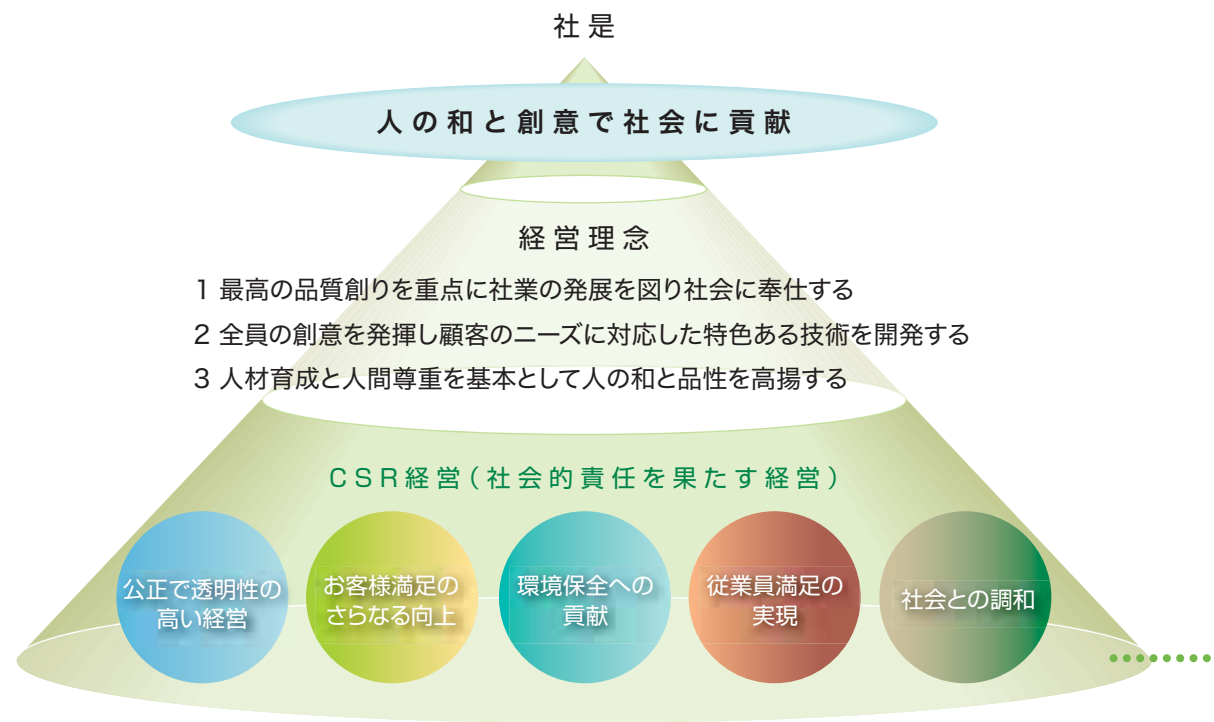 社是
人の和と創意で社会に貢献
経営理念
1 最高の品質創りを重点に社業の発展を図り社会に奉仕する
2 全員の創意を発揮し顧客のニーズに対応した特色ある技術を開発する
3 人材育成と人間尊重を基本として人の和と品性を高揚する
CSR経営(社会的責任を果たす経営)
公正で透明性の
高い経営
お客様満足の
さらなる向上
環境保全への
貢献
従業員満足の
実現
社会との調和